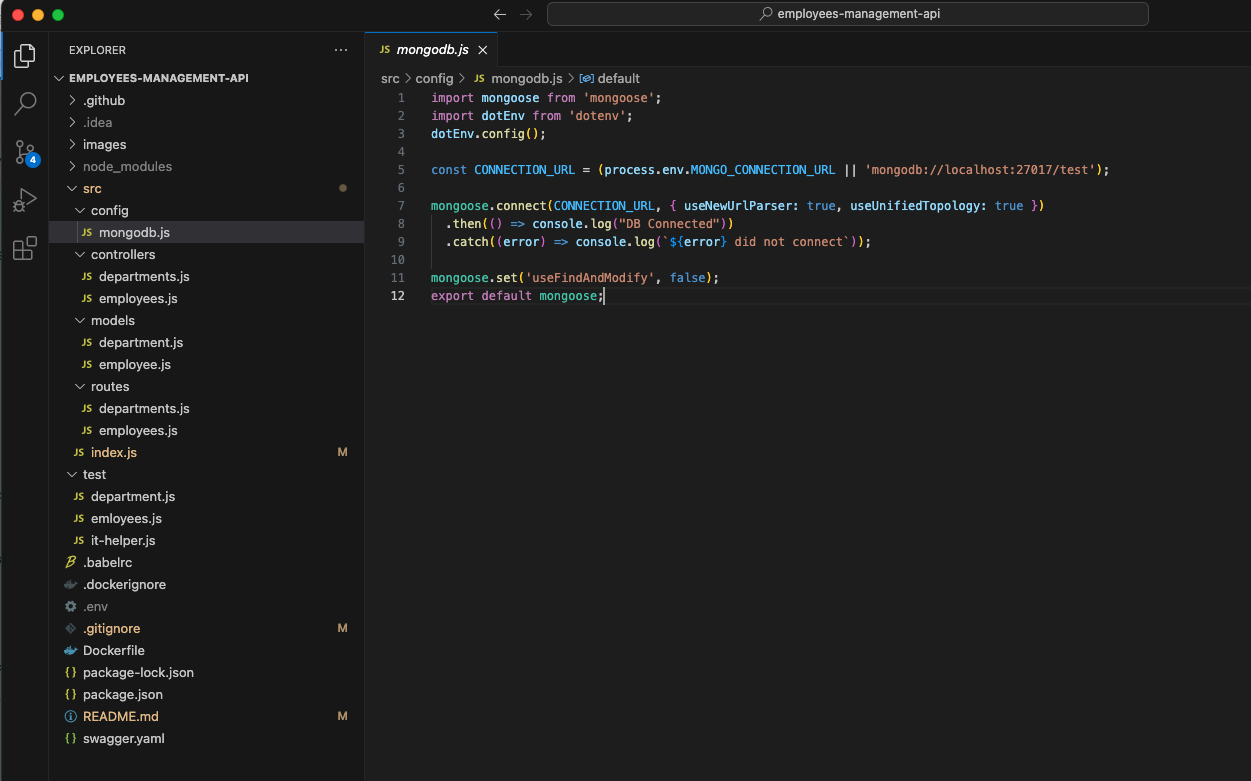 employees-management-api
EXPLORER
EMPLOYEES-MANAGEMENT-API
.github
.idea
images
node_modules
src
config
JS mongodb.js
controllers
JS departments.js
JS employees.js
models
JS department.js
JS employee.js
routes
JS departments.js
JS employees.js
JS index.js M
test
JS department.js
JS emloyees.js
JS it-helper.js
.babelrc
.dockerignore
.env
.gitignore M
Dockerfile
{} package-lock.json
{} package.json
README.md M
{} swagger.yaml
4
JS mongodb.js
src > config > JS mongodb.js > default
1 import mongoose from 'mongoose';
2 import dotEnv from 'dotenv';
3 dotEnv.config();
4
5 const CONNECTION_URL = (process.env.MONGO_CONNECTION_URL || 'mongodb://localhost:27017/test');
6
7 mongoose.connect(CONNECTION_URL, { useNewUrlParser: true, useUnifiedTopology: true })
8 .then(() => console.log("DB Connected"))
9 .catch((error) => console.log(`${error} did not connect`));
10
11 mongoose.set('useFindAndModify', false);
12 export default mongoose;